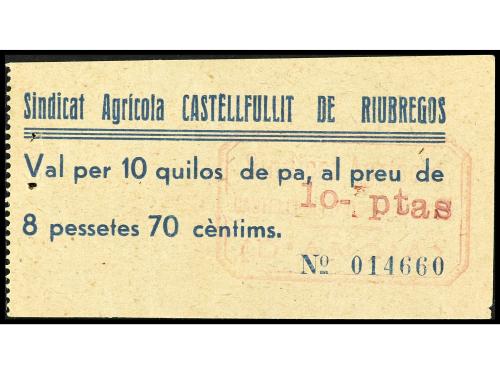 Sindicat Agrícola CASTELLFULLIT DE RIUBREGOS
Val per 10 quilos de pa, al preu de
10- ptas
8 pessetes 70 cèntims.
Nº 014660